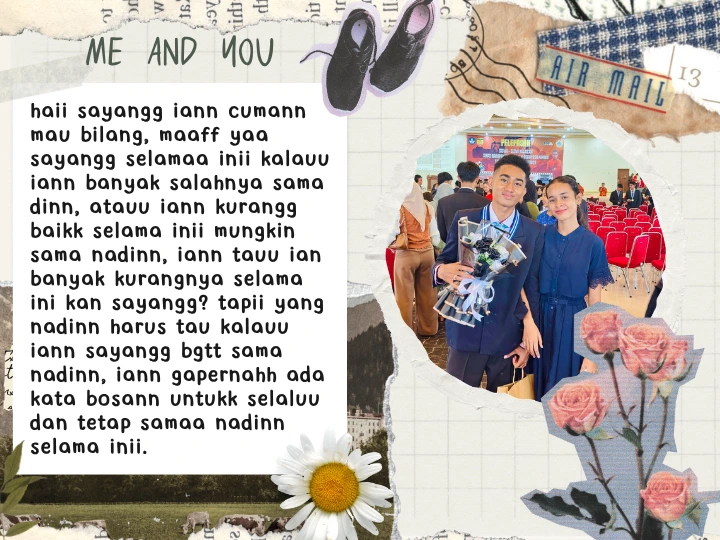 ME AND YOU
haii sayangg iann cumann
mau bilang, maaff yaa
sayangg selamaa inii kalauu
iann banyak salahnya sama
dinn, atauu iann kurangg
baikk selama inii mungkin
sama nadinn, iann tauu ian
banyak kurangnya selama
ini kan sayangg? tapii yang
nadinn harus tau kalauu
iann sayangg bgtt sama
nadinn, iann gapernahh ada
kata bosann untukk selaluu
dan tetap samaa nadinn
selama inii.
AIR MAIL
13
PELEPASAN